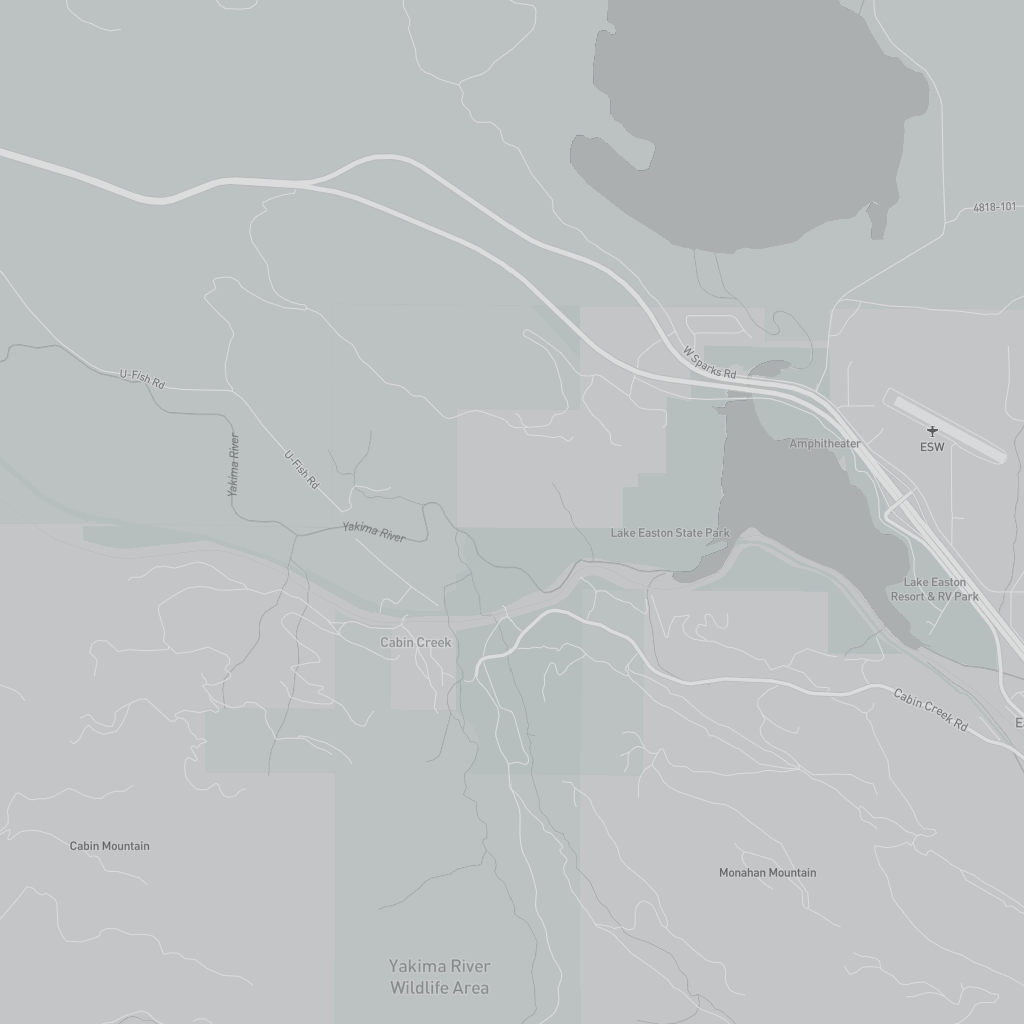 4818-101
W Sparks Rd
U-Fish Rd
Amphitheater
ESW
Yakima River
U-Fish Rd
Yakima River
Lake Easton State Park
Lake Easton
Resort & RV Park
Cabin Creek
Cabin Creek Rd
Cabin Mountain
Monahan Mountain
Yakima River
Wildlife Area